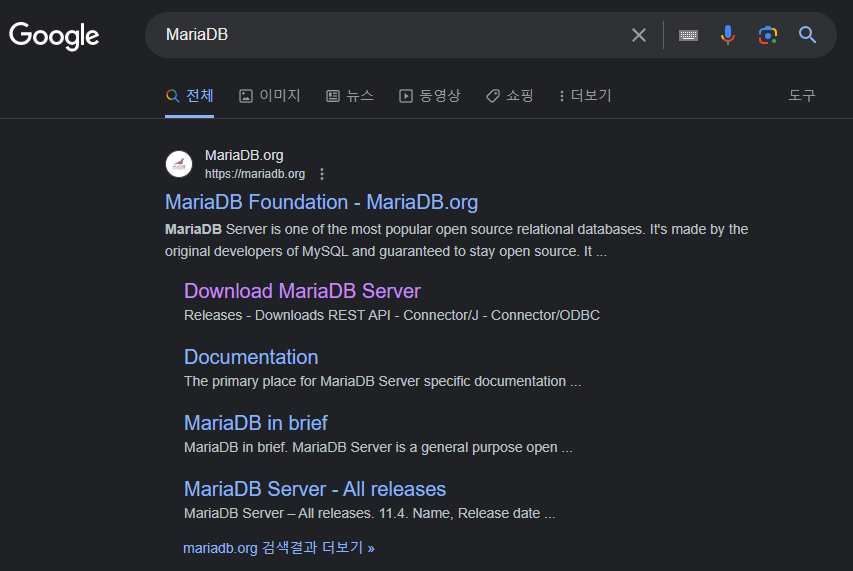 Google
MariaDB
전체 이미지 뉴스 동영상 쇼핑 더보기 도구
MariaDB.org
https://mariadb.org
MariaDB Foundation - MariaDB.org
MariaDB Server is one of the most popular open source relational databases. It's made by the
original developers of MySQL and guaranteed to stay open source. It ...
Download MariaDB Server
Releases - Downloads REST API - Connector/J - Connector/ODBC
Documentation
The primary place for MariaDB Server specific documentation ...
MariaDB in brief
MariaDB in brief. MariaDB Server is a general purpose open ...
MariaDB Server - All releases
MariaDB Server – All releases. 11.4. Name, Release date ...
mariadb.org 검색결과 더보기 »